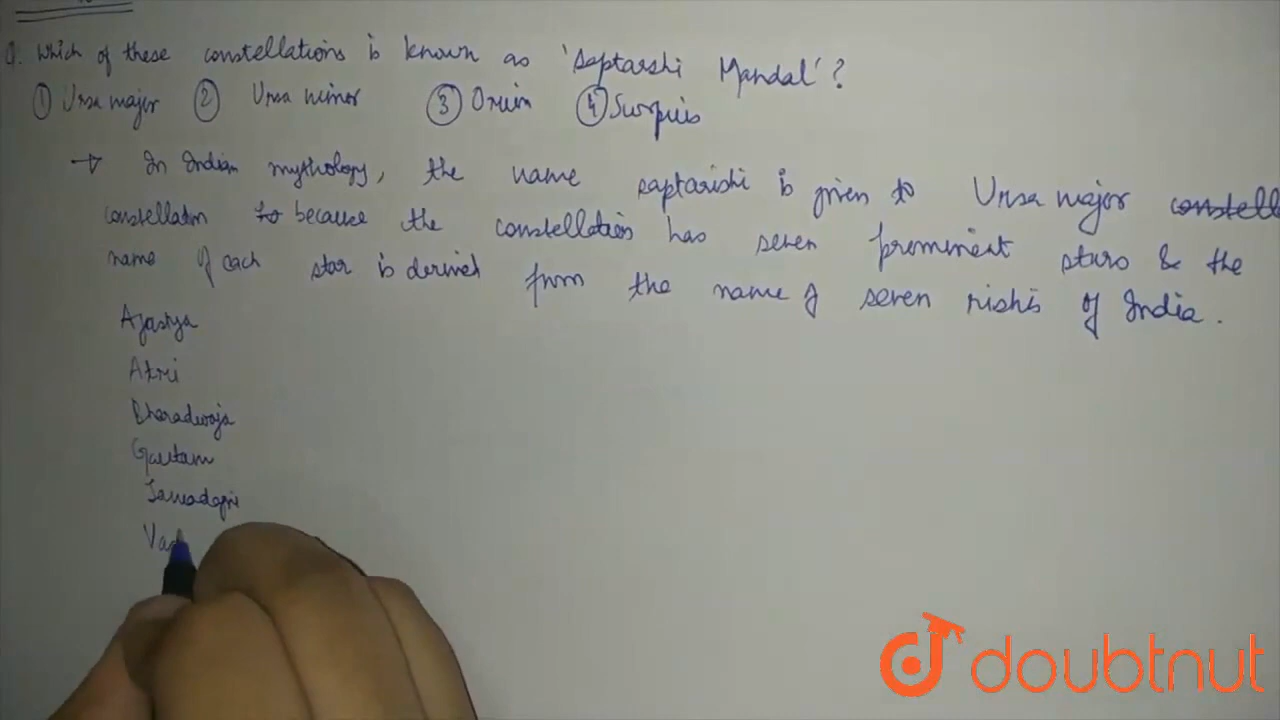 Q. Which of these constellations is known as 'Saptarshi Mandal'?
① Ursa major ② Ursa minor ③ Orion ④ Scorpius
→ In Indian mythology, the name saptarishi is given to Ursa major constell
constellatn to because the constellation has seven prominent stars & the
name of each star is derived from the name of seven rishis of India.
Agastya
Atri
Bharadwaja
Gautam
Jamadagni
Vas
doubtnut